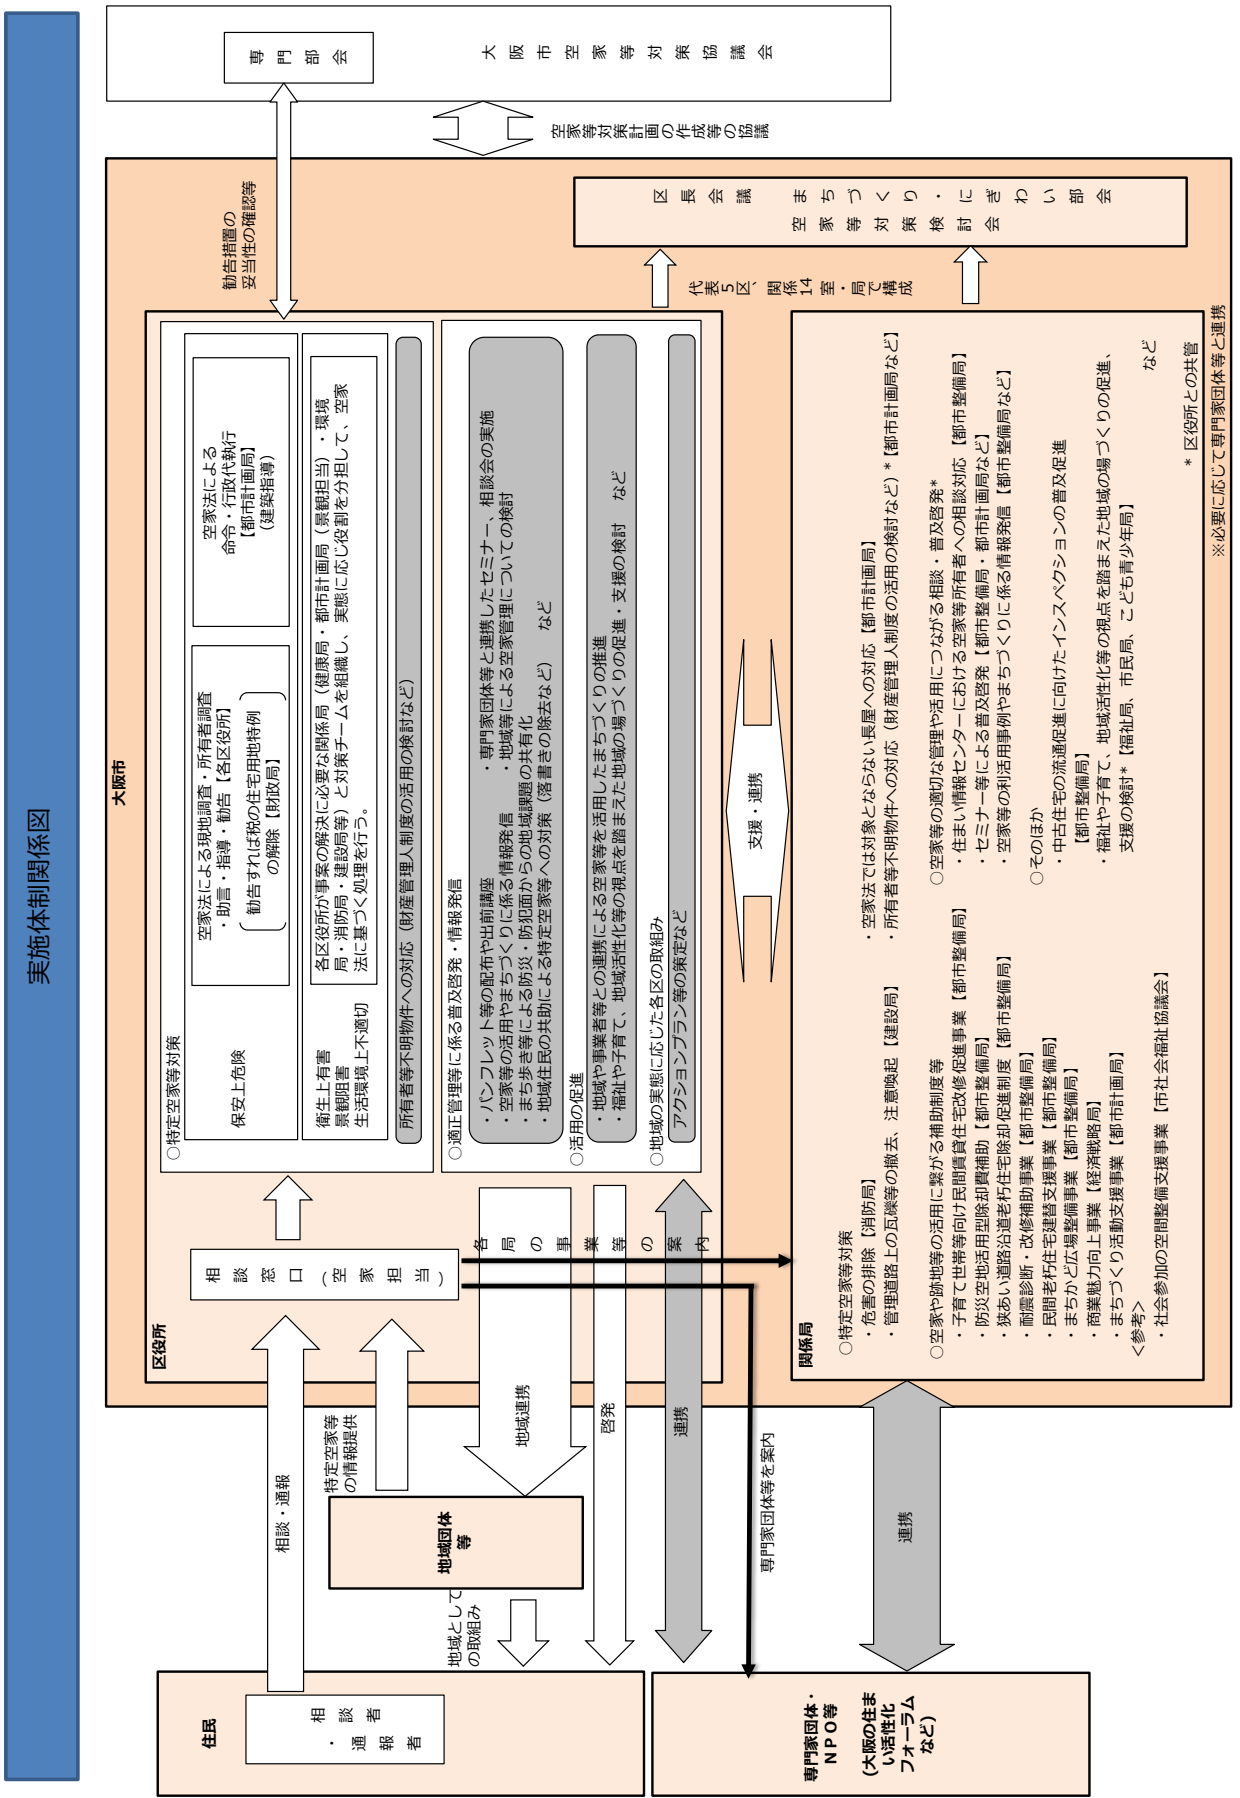 実施体制関係図
大阪市空家等対策協議会
専門部会
空家等対策計画の作成等の協議
勧告措置の
妥当性の確認等
大阪市
区長会議　まちづくり・にぎわい部会
空家等対策検討会
代表5区、関係14室・局で構成
区役所
相談窓口（空家担当）
○特定空家等対策
保安上危険
空家法による現地調査・所有者調査
・助言・指導・勧告【各区役所】
勧告すれば税の住宅用地特例
の解除【財政局】
空家法による
命令・行政代執行
【都市計画局】
（建築指導）
衛生上有害
景観阻害
生活環境上不適切
各区役所が事案の解決に必要な関係局（健康局・都市計画局（景観担当）・環境
局・消防局・建設局等）と対策チームを組織し、実態に応じ役割を分担して、空家
法に基づく処理を行う。
所有者等不明物件への対応（財産管理人制度の活用の検討など）
○適正管理等に係る普及啓発・情報発信
・パンフレット等の配布や出前講座　・専門家団体等と連携したセミナー、相談会の実施
・空家等の活用やまちづくりに係る情報発信　・地域等による空家管理についての検討
・まち歩き等による防災・防犯面からの地域課題の共有化
・地域住民の共助による特定空家等への対策（落書きの除去など）　など
○活用の促進
・地域や事業者等との連携による空家等を活用したまちづくりの推進
・福祉や子育て、地域活性化等の視点を踏まえた地域の場づくりの促進・支援の検討　など
○地域の実態に応じた各区の取組み
アクションプラン等の策定など
各局の事業等の案内
支援・連携
関係局
○特定空家等対策
・危害の排除【消防局】
・管理道路上の瓦礫等の撤去、注意喚起【建設局】
・空家法では対象とならない長屋への対応【都市計画局】
・所有者等不明物件への対応（財産管理人制度の活用の検討など）*【都市計画局など】
○空家や跡地等の活用に繋がる補助制度等
・子育て世帯等向け民間賃貸住宅改修促進事業【都市整備局】
・防災空地活用型除却費補助【都市整備局】
・狭あい道路沿道老朽住宅除却促進制度【都市整備局】
・耐震診断・改修補助事業【都市整備局】
・民間老朽住宅建替支援事業【都市整備局】
・まちかど広場整備事業【都市整備局】
・商業魅力向上事業【経済戦略局】
・まちづくり活動支援事業【都市計画局】
＜参考＞
・社会参加の空間整備支援事業【市社会福祉協議会】
○空家等の適切な管理や活用につながる相談・普及啓発*
・住まい情報センターにおける空家等所有者への相談対応【都市整備局】
・セミナー等による普及啓発【都市整備局・都市計画局など】
・空家等の利活用事例やまちづくりに係る情報発信【都市整備局など】
○そのほか
・中古住宅の流通促進に向けたインスペクションの普及促進
【都市整備局】
・福祉や子育て、地域活性化等の視点を踏まえた地域の場づくりの促進、
支援の検討*【福祉局、市民局、こども青少年局】
など
* 区役所との共管
※必要に応じて専門家団体等と連携
相談・通報
特定空家等
の情報提供
地域連携
啓発
連携
専門家団体等を案内
連携
地域団体
等
地域として
の取組み
住民
相談者
・通報者
専門家団体・
ＮＰＯ等
(大阪の住ま
い活性化
フォーラム
など)